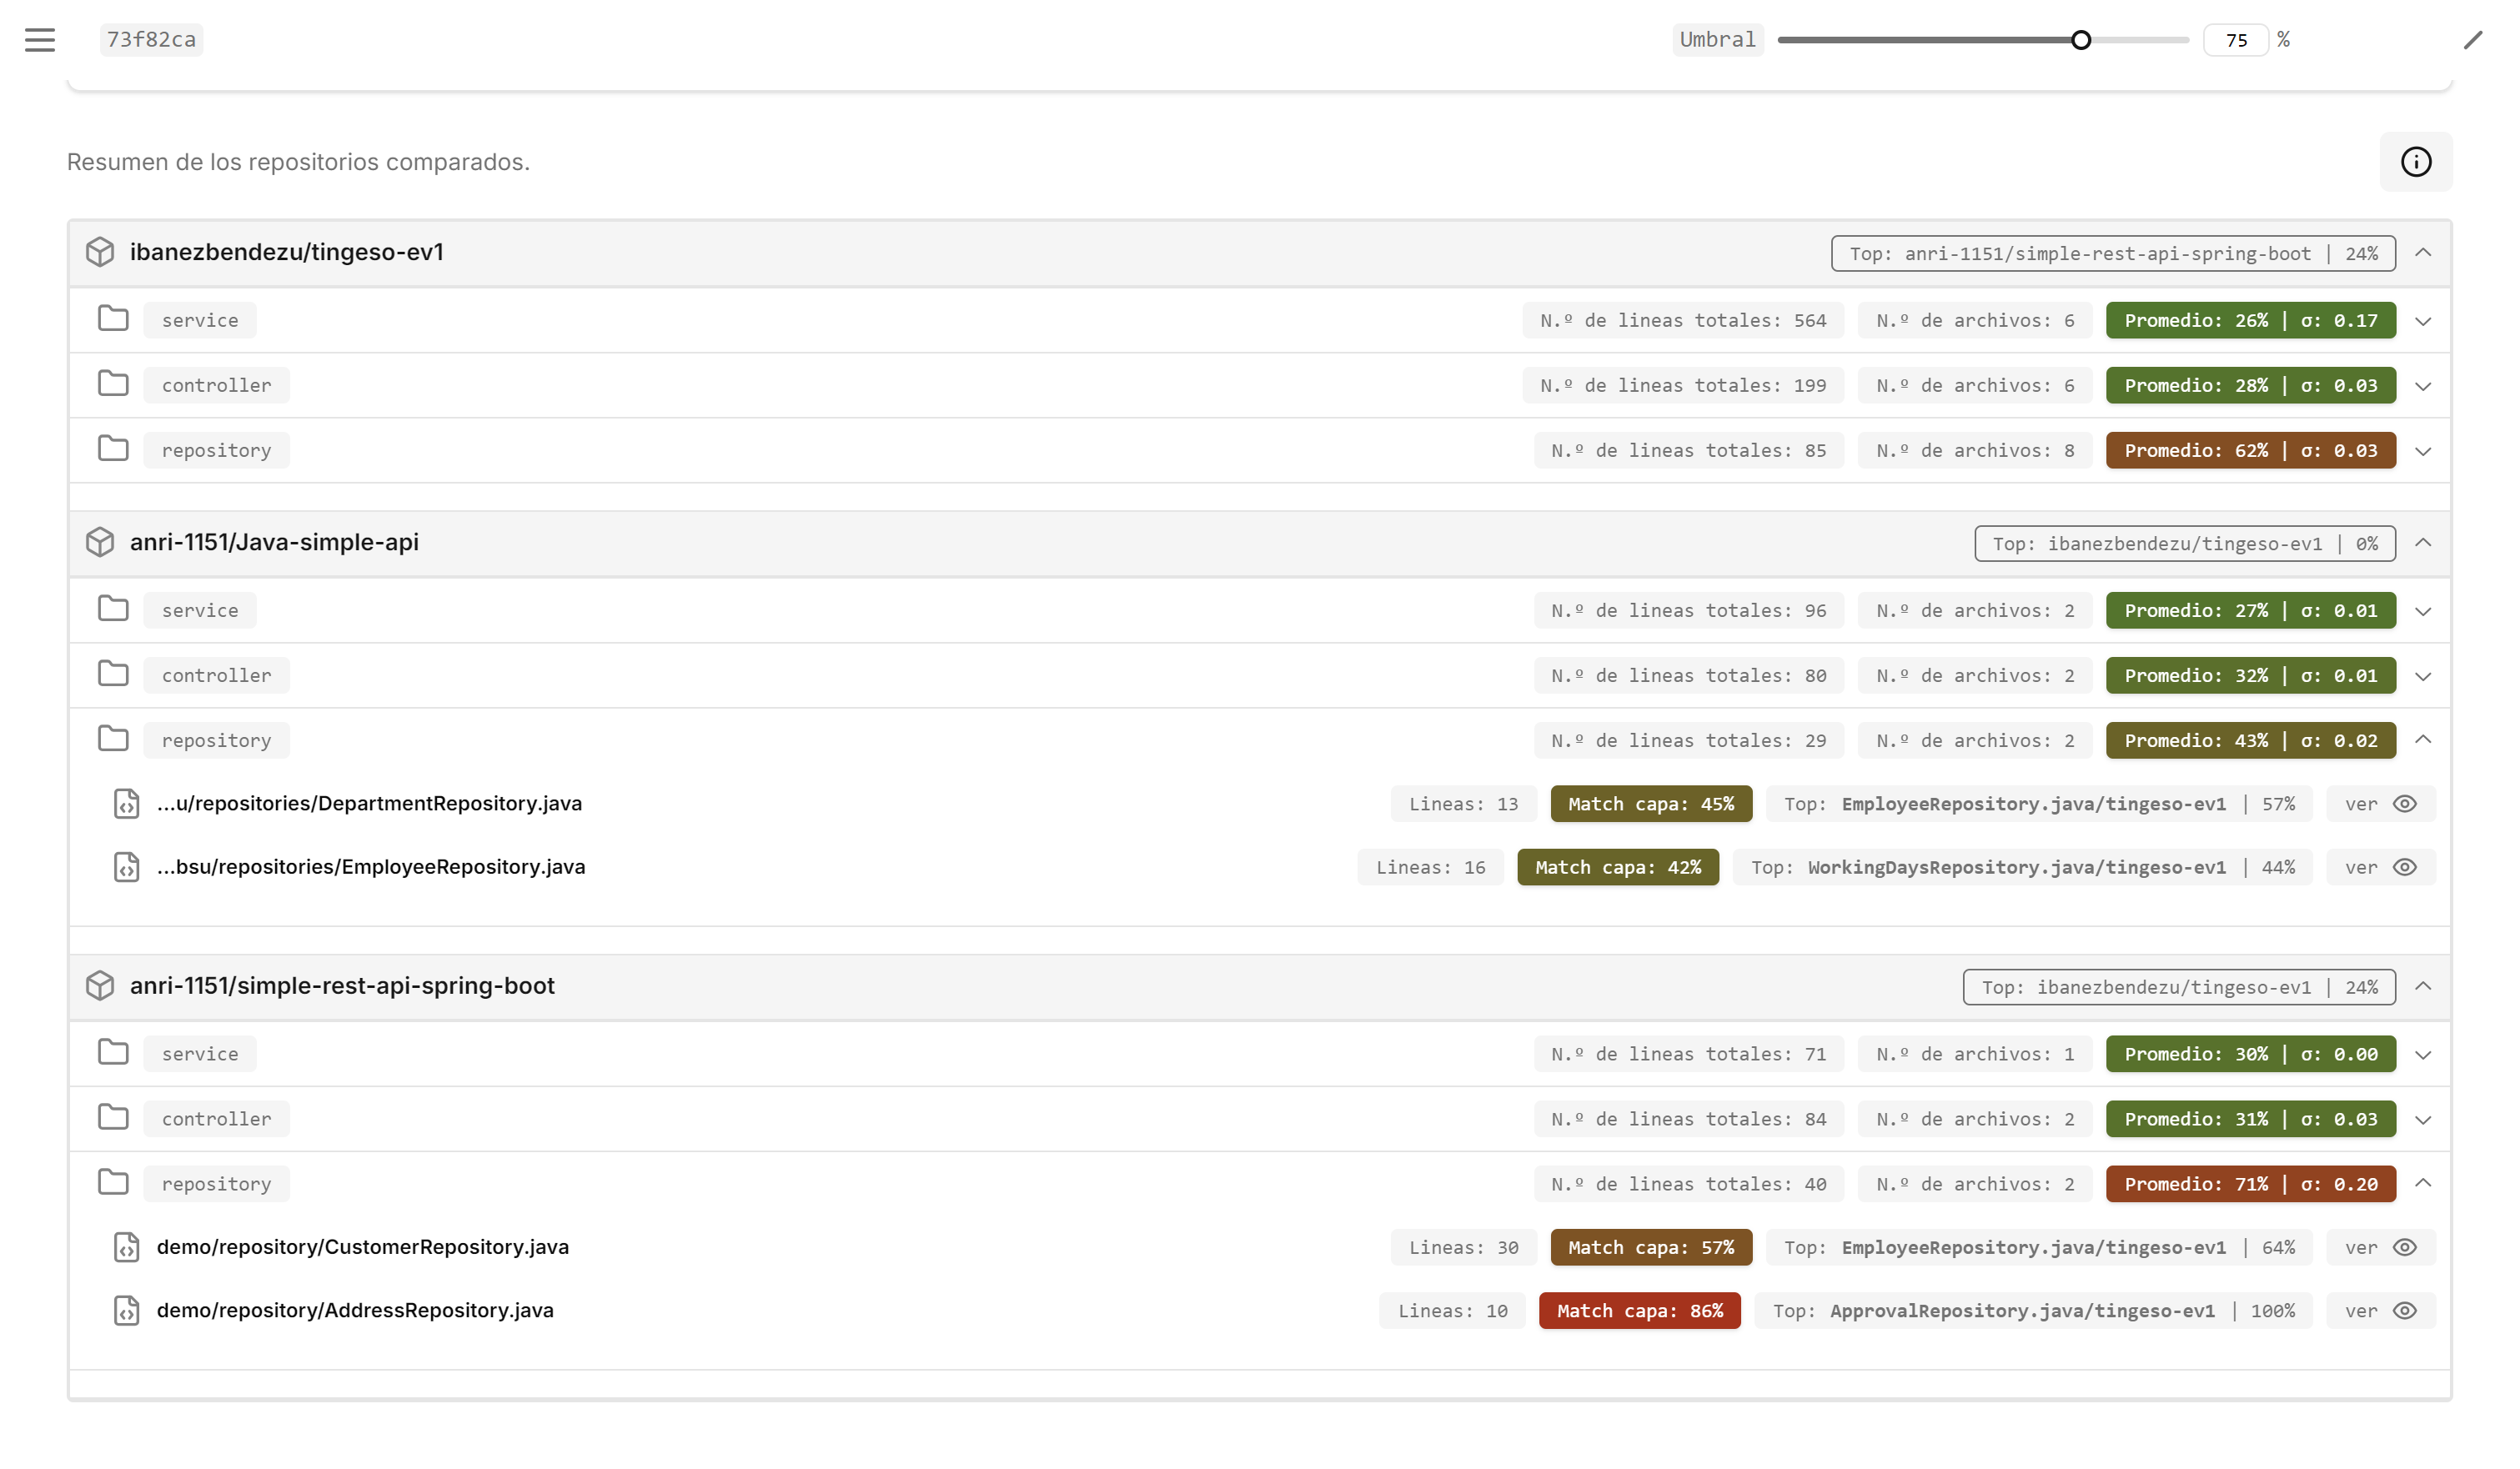 73f82ca Umbral 75 %
Resumen de los repositorios comparados.
ibanezbendezu/tingeso-ev1 Top: anri-1151/simple-rest-api-spring-boot | 24%
service N.º de lineas totales: 564 N.º de archivos: 6 Promedio: 26% | σ: 0.17
controller N.º de lineas totales: 199 N.º de archivos: 6 Promedio: 28% | σ: 0.03
repository N.º de lineas totales: 85 N.º de archivos: 8 Promedio: 62% | σ: 0.03
anri-1151/Java-simple-api Top: ibanezbendezu/tingeso-ev1 | 0%
service N.º de lineas totales: 96 N.º de archivos: 2 Promedio: 27% | σ: 0.01
controller N.º de lineas totales: 80 N.º de archivos: 2 Promedio: 32% | σ: 0.01
repository N.º de lineas totales: 29 N.º de archivos: 2 Promedio: 43% | σ: 0.02
...u/repositories/DepartmentRepository.java Lineas: 13 Match capa: 45% Top: EmployeeRepository.java/tingeso-ev1 | 57% ver
...bsu/repositories/EmployeeRepository.java Lineas: 16 Match capa: 42% Top: WorkingDaysRepository.java/tingeso-ev1 | 44% ver
anri-1151/simple-rest-api-spring-boot Top: ibanezbendezu/tingeso-ev1 | 24%
service N.º de lineas totales: 71 N.º de archivos: 1 Promedio: 30% | σ: 0.00
controller N.º de lineas totales: 84 N.º de archivos: 2 Promedio: 31% | σ: 0.03
repository N.º de lineas totales: 40 N.º de archivos: 2 Promedio: 71% | σ: 0.20
demo/repository/CustomerRepository.java Lineas: 30 Match capa: 57% Top: EmployeeRepository.java/tingeso-ev1 | 64% ver
demo/repository/AddressRepository.java Lineas: 10 Match capa: 86% Top: ApprovalRepository.java/tingeso-ev1 | 100% ver